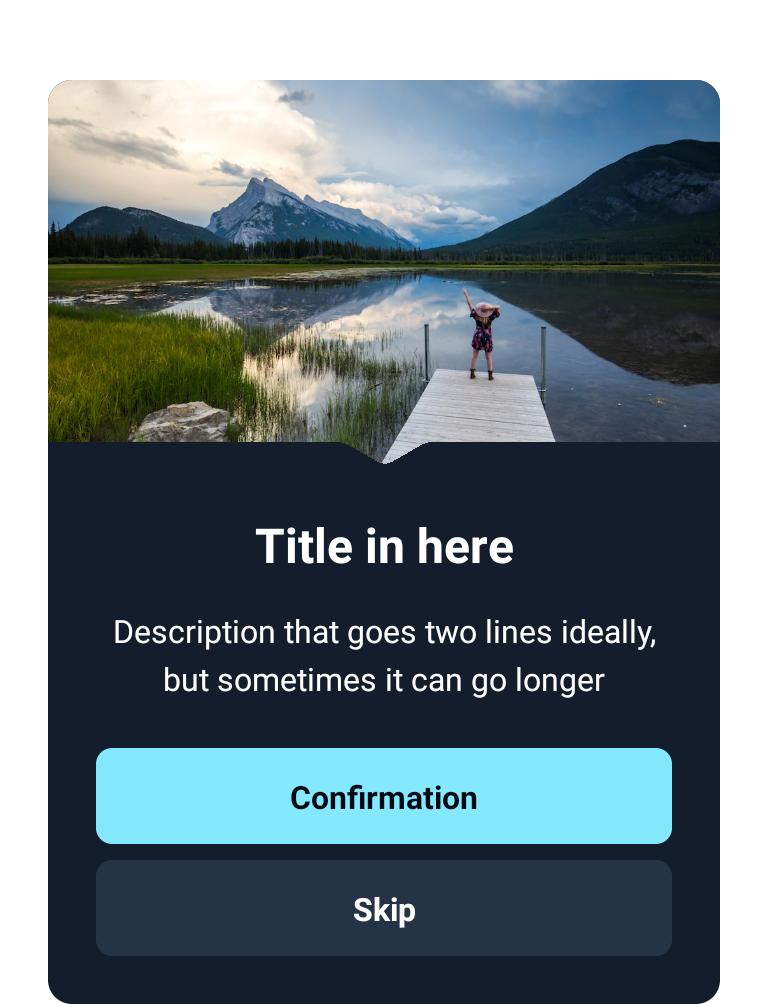 Title in here
Description that goes two lines ideally,
but sometimes it can go longer
Confirmation
Skip